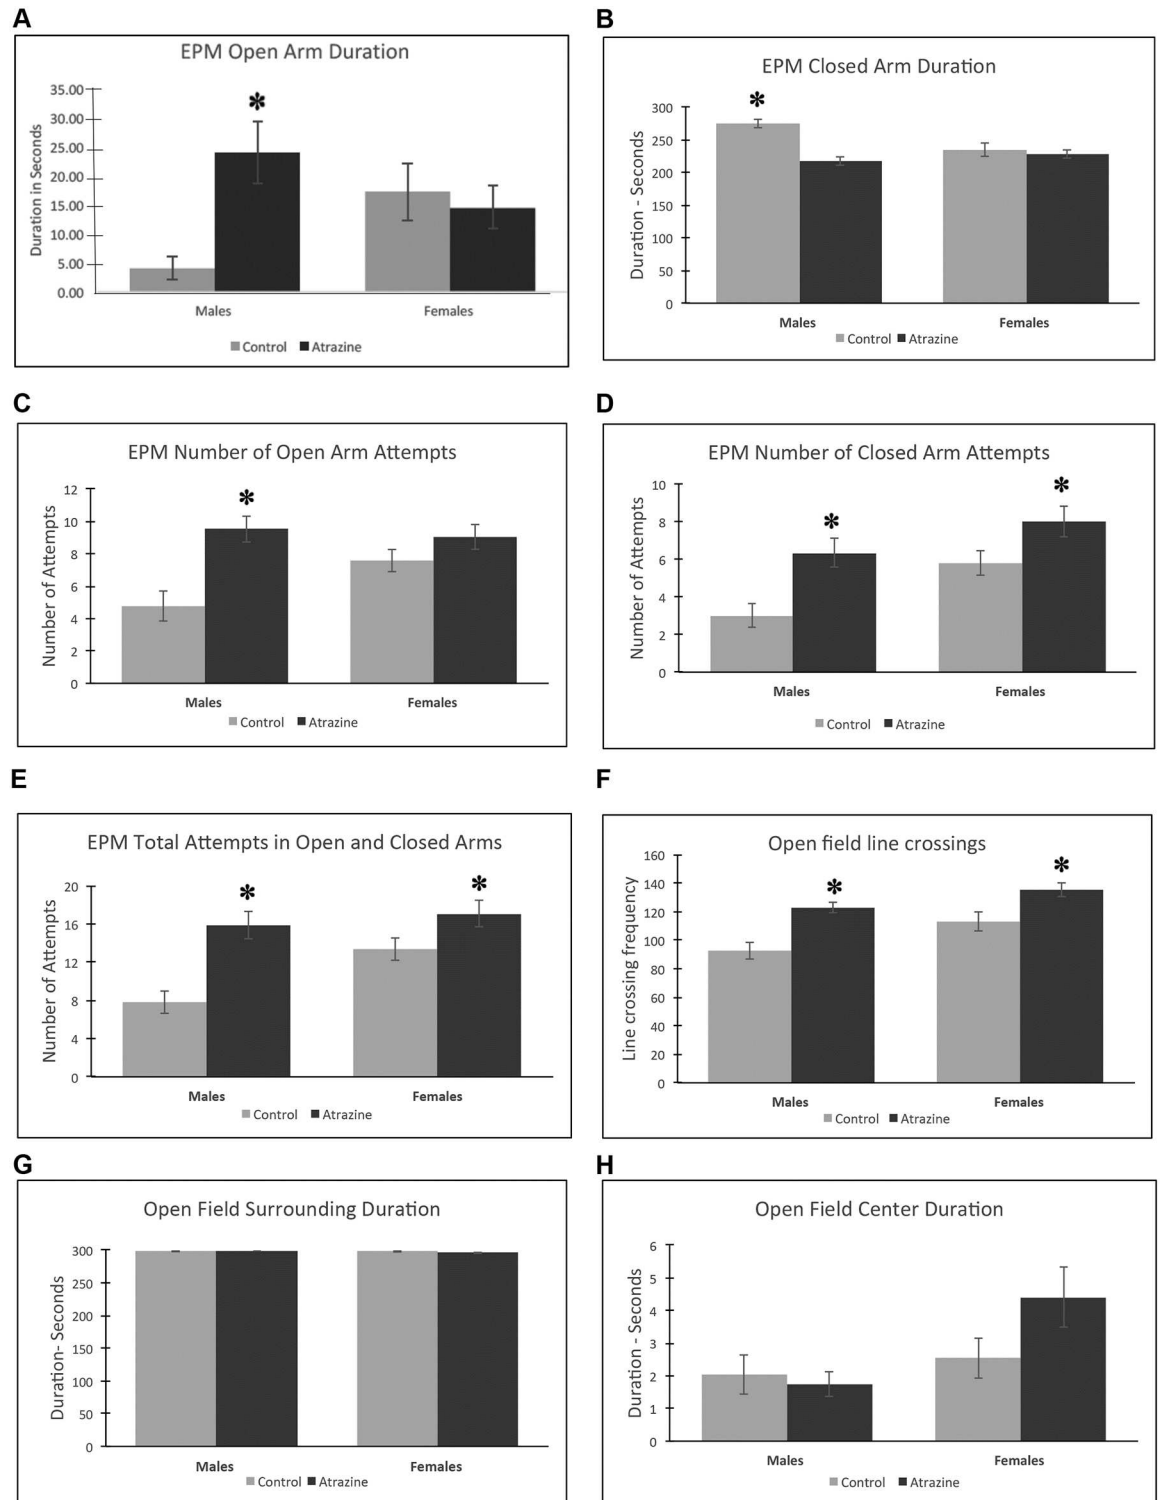 A
EPM Open Arm Duration
*
35.00
30.00
25.00
20.00
15.00
10.00
5.00
0.00
Duration in Seconds
Males Females
Control Atrazine
B
EPM Closed Arm Duration
*
300
250
200
150
100
50
0
Duration - Seconds
Males Females
Control Atrazine
C
EPM Number of Open Arm Attempts
*
12
10
8
6
4
2
0
Number of Attempts
Males Females
Control Atrazine
D
EPM Number of Closed Arm Attempts
* *
10
8
6
4
2
0
Number of Attempts
Males Females
Control Atrazine
E
EPM Total Attempts in Open and Closed Arms
* *
20
16
12
8
4
0
Number of Attempts
Males Females
Control Atrazine
F
Open field line crossings
* *
160
140
120
100
80
60
40
20
0
Line crossing frequency
Males Females
Control Atrazine
G
Open Field Surrounding Duration
300
250
200
150
100
50
0
Duration- Seconds
Males Females
Control Atrazine
H
Open Field Center Duration
6
5
4
3
2
1
0
Duration - Seconds
Males Females
Control Atrazine